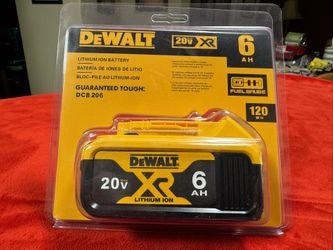 DEWALT
20V XR
6
AH
LITHIUM ION BATTERY
BATERÍA DE IONES DE LITIO
BLOC-PILE AU LITHIUM-ION
GUARANTEED TOUGH:
DCB206
FUEL GAUGE
120
DEWALT
20V XR 6
AH
LITHIUM ION